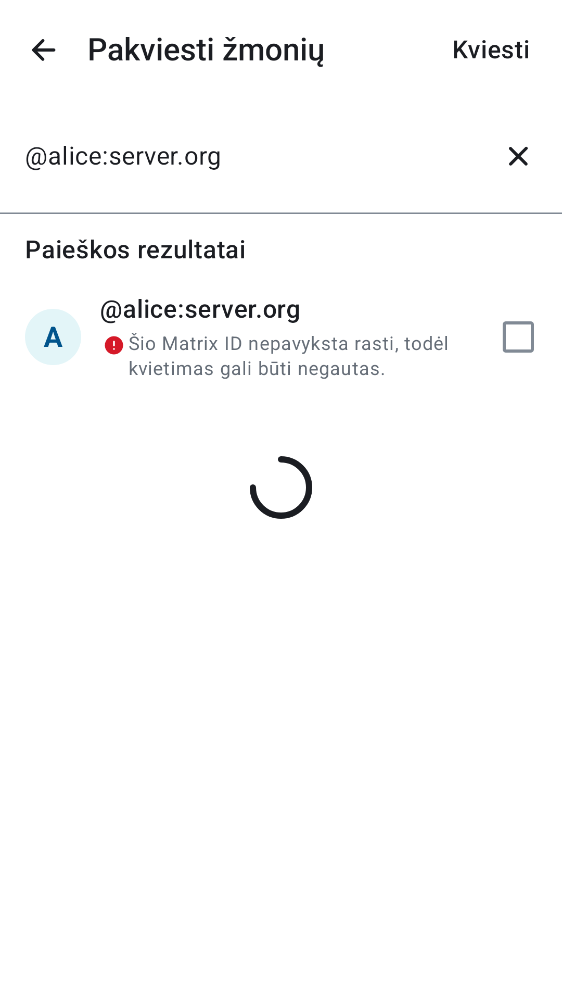 Pakviesti žmonių
Kviesti
@alice:server.org
Paieškos rezultatai
A
@alice:server.org
Šio Matrix ID nepavyksta rasti, todėl
kvietimas gali būti negautas.